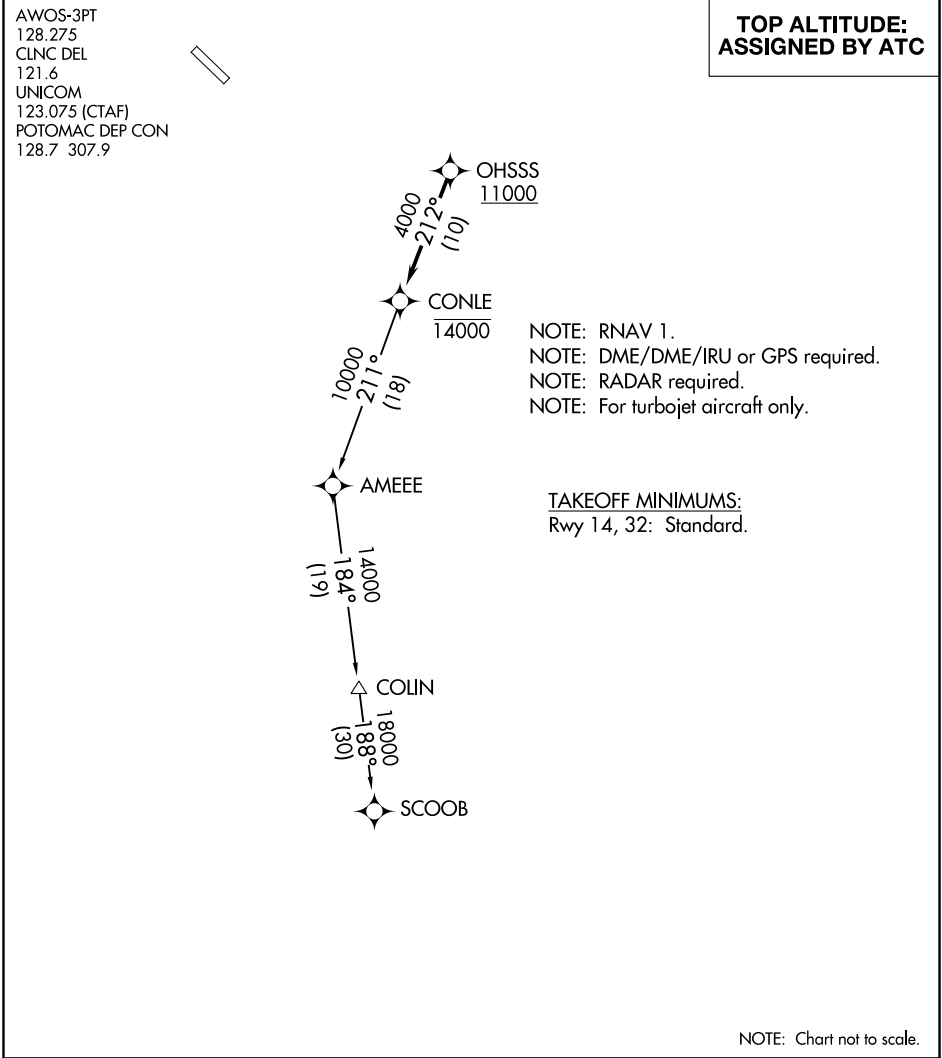 AWOS-3PT
128.275
CLNC DEL
121.6
UNICOM
123.075 (CTAF)
POTOMAC DEP CON
128.7 307.9
TOP ALTITUDE:
ASSIGNED BY ATC
OHSSS
11000
4000
212°
(10)
CONLE
14000
NOTE: RNAV 1.
NOTE: DME/DME/IRU or GPS required.
NOTE: RADAR required.
NOTE: For turbojet aircraft only.
10000
211°
(18)
AMEEE
TAKEOFF MINIMUMS:
Rwy 14, 32: Standard.
14000
184°
(19)
COLIN
18000
188°
(30)
SCOOB
NOTE: Chart not to scale.